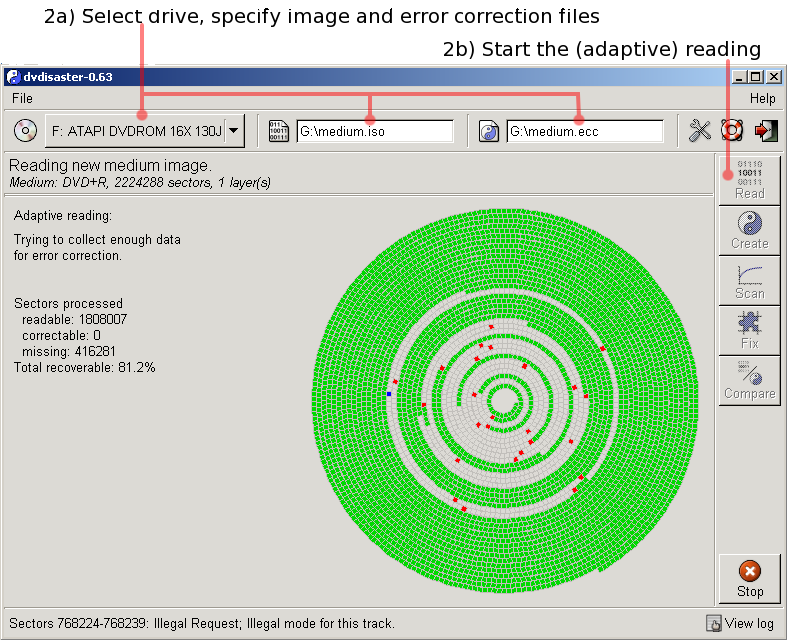 2a) Select drive, specify image and error correction files
2b) Start the (adaptive) reading
dvdisaster-0.63
File
Help
F: ATAPI DVDROM 16X 130J
G:\medium.iso
G:\medium.ecc
Reading new medium image.
Medium: DVD+R, 2224288 sectors, 1 layer(s)
Adaptive reading:
Trying to collect enough data
for error correction.
Sectors processed
readable: 1808007
correctable: 0
missing: 416281
Total recoverable: 81.2%
01110
10011
00111
Read
Create
Scan
Fix
Compare
Stop
Sectors 768224-768239: Illegal Request; Illegal mode for this track.
View log